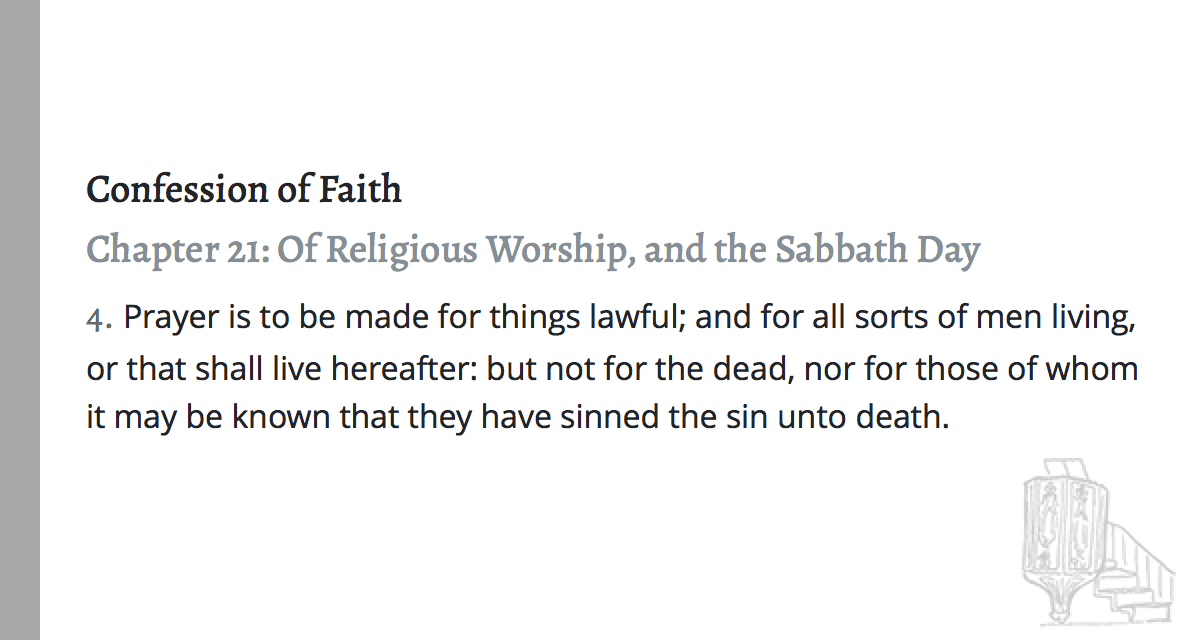 Confession of Faith
Chapter 21: Of Religious Worship, and the Sabbath Day
4. Prayer is to be made for things lawful; and for all sorts of men living,
or that shall live hereafter: but not for the dead, nor for those of whom
it may be known that they have sinned the sin unto death.